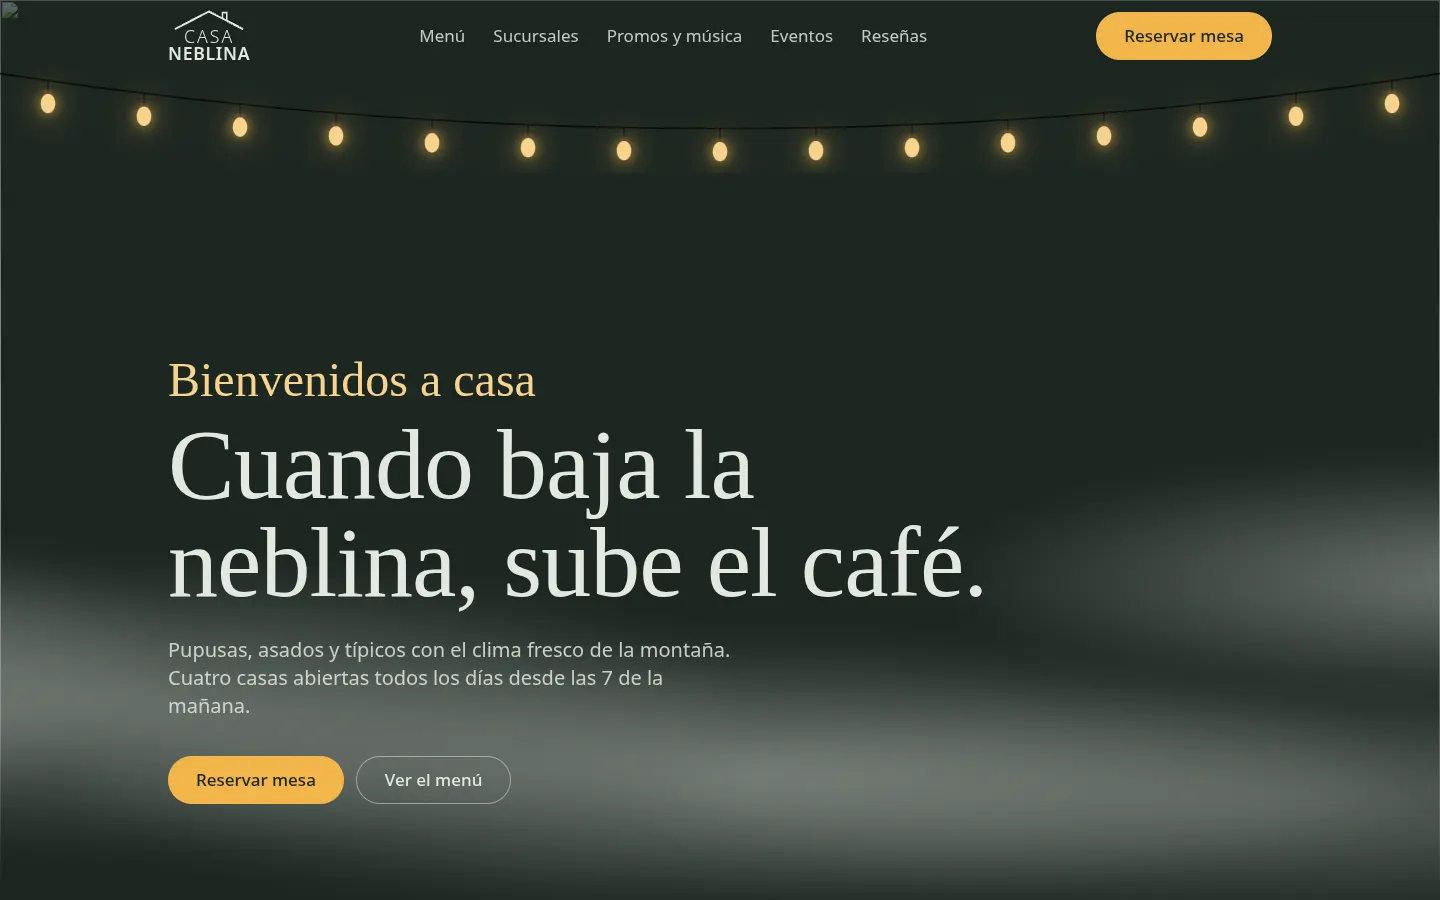 CASA
NEBLINA
Menú
Sucursales
Promos y música
Eventos
Reseñas
Reservar mesa
Bienvenidos a casa
Cuando baja la
neblina, sube el café.
Pupusas, asados y típicos con el clima fresco de la montaña.
Cuatro casas abiertas todos los días desde las 7 de la
mañana.
Reservar mesa
Ver el menú